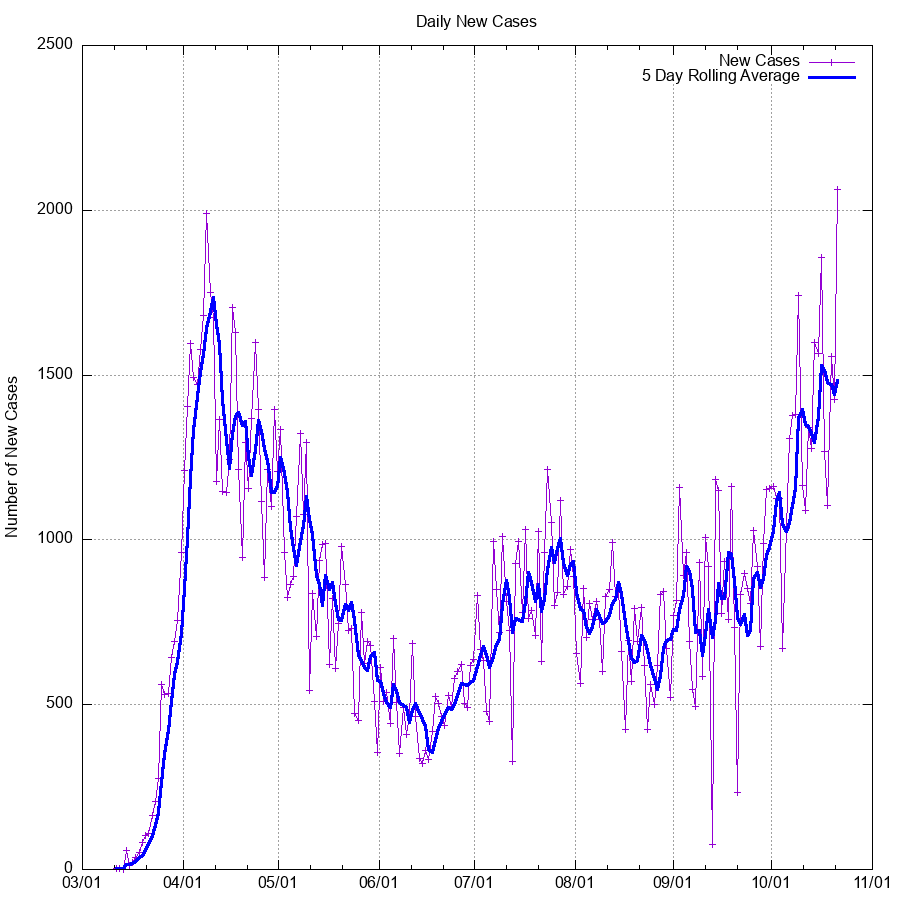 Daily New Cases
2500
New Cases
5 Day Rolling Average
2000
1500
Number of New Cases
1000
500
0
03/01 04/01 05/01 06/01 07/01 08/01 09/01 10/01 11/01